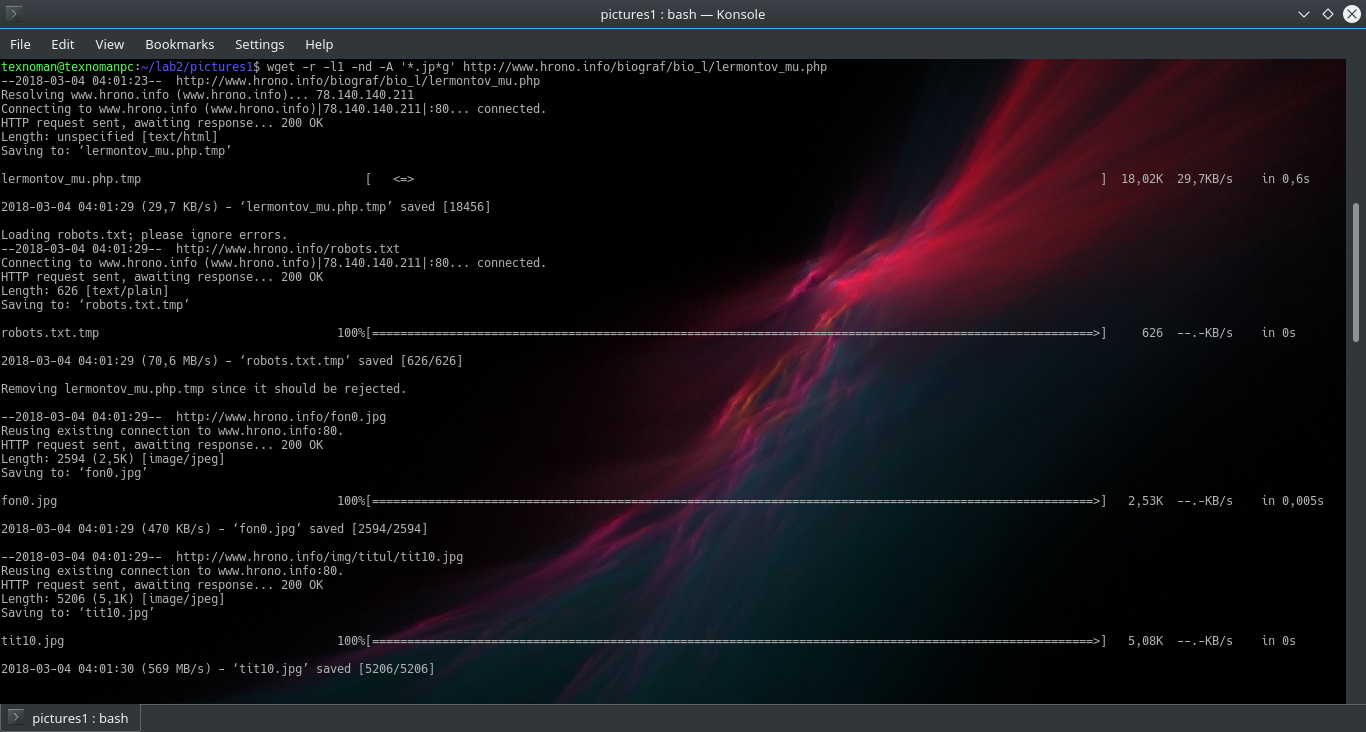 pictures1 : bash — Konsole
File Edit View Bookmarks Settings Help
texnoman@texnomanpc:~/lab2/pictures1$ wget -r -l1 -nd -A '*.jp*g' http://www.hrono.info/biograf/bio_l/lermontov_mu.php
--2018-03-04 04:01:23-- http://www.hrono.info/biograf/bio_l/lermontov_mu.php
Resolving www.hrono.info (www.hrono.info)... 78.140.140.211
Connecting to www.hrono.info (www.hrono.info)|78.140.140.211|:80... connected.
HTTP request sent, awaiting response... 200 OK
Length: unspecified [text/html]
Saving to: ‘lermontov_mu.php.tmp’
lermontov_mu.php.tmp [ <=> ] 18,02K 29,7KB/s in 0,6s
2018-03-04 04:01:29 (29,7 KB/s) - ‘lermontov_mu.php.tmp’ saved [18456]
Loading robots.txt; please ignore errors.
--2018-03-04 04:01:29-- http://www.hrono.info/robots.txt
Connecting to www.hrono.info (www.hrono.info)|78.140.140.211|:80... connected.
HTTP request sent, awaiting response... 200 OK
Length: 626 [text/plain]
Saving to: ‘robots.txt.tmp’
robots.txt.tmp 100%[=======================================================================================================>] 626 --.-KB/s in 0s
2018-03-04 04:01:29 (70,6 MB/s) - ‘robots.txt.tmp’ saved [626/626]
Removing lermontov_mu.php.tmp since it should be rejected.
--2018-03-04 04:01:29-- http://www.hrono.info/fon0.jpg
Reusing existing connection to www.hrono.info:80.
HTTP request sent, awaiting response... 200 OK
Length: 2594 (2,5K) [image/jpeg]
Saving to: ‘fon0.jpg’
fon0.jpg 100%[=======================================================================================================>] 2,53K --.-KB/s in 0,005s
2018-03-04 04:01:29 (470 KB/s) - ‘fon0.jpg’ saved [2594/2594]
--2018-03-04 04:01:29-- http://www.hrono.info/img/titul/tit10.jpg
Reusing existing connection to www.hrono.info:80.
HTTP request sent, awaiting response... 200 OK
Length: 5206 (5,1K) [image/jpeg]
Saving to: ‘tit10.jpg’
tit10.jpg 100%[=======================================================================================================>] 5,08K --.-KB/s in 0s
2018-03-04 04:01:30 (569 MB/s) - ‘tit10.jpg’ saved [5206/5206]
pictures1 : bash